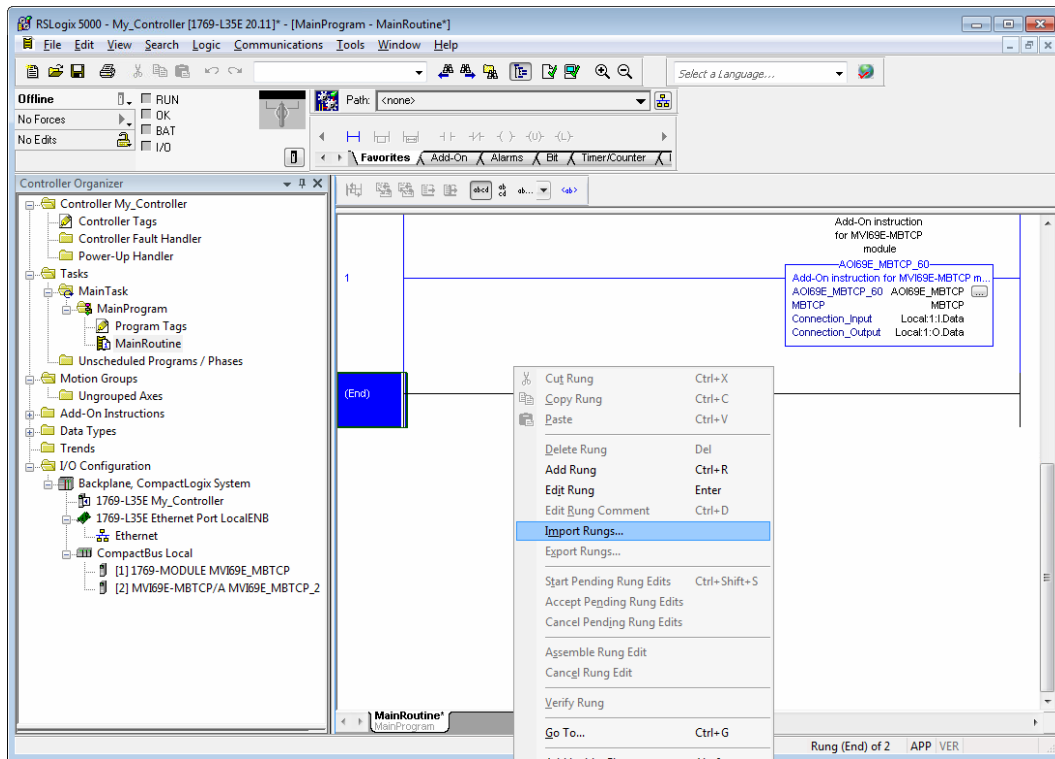 RSLogix 5000 - My_Controller [1769-L35E 20.11]* - [MainProgram - MainRoutine*]
File Edit View Search Logic Communications Tools Window Help
Select a Language...
Offline
RUN
Path: <none>
No Forces
OK
No Edits
BAT
I/O
Favorites Add-On Alarms Bit Timer/Counter
Controller Organizer
Controller My_Controller
Controller Tags
Controller Fault Handler
Power-Up Handler
Tasks
MainTask
MainProgram
Program Tags
MainRoutine
Unscheduled Programs / Phases
Motion Groups
Ungrouped Axes
Add-On Instructions
Data Types
Trends
I/O Configuration
Backplane, CompactLogix System
1769-L35E My_Controller
1769-L35E Ethernet Port LocalENB
Ethernet
CompactBus Local
[1] 1769-MODULE MVI69E_MBTCP
[2] MVI69E-MBTCP/A MVI69E_MBTCP_2
Add-On instruction
for MVI69E-MBTCP
module
AOI69E_MBTCP_60
1
Add-On instruction for MVI69E-MBTCP m...
AOI69E_MBTCP_60 AOI69E_MBTCP ...
MBTCP MBTCP
Connection_Input Local:1:I.Data
Connection_Output Local:1:O.Data
(End)
Cut Rung Ctrl+X
Copy Rung Ctrl+C
Paste Ctrl+V
Delete Rung Del
Add Rung Ctrl+R
Edit Rung Enter
Edit Rung Comment Ctrl+D
Import Rungs...
Export Rungs...
Start Pending Rung Edits Ctrl+Shift+S
Accept Pending Rung Edits
Cancel Pending Rung Edits
Assemble Rung Edit
Cancel Rung Edit
Verify Rung
Go To... Ctrl+G
MainRoutine*
MainProgram
Rung (End) of 2 APP VER